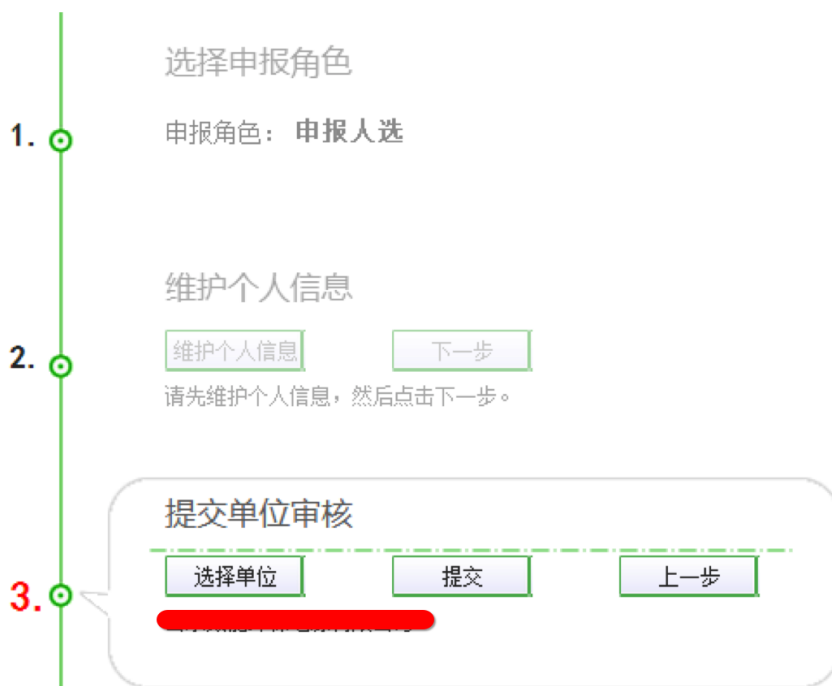 选择申报角色
1.
申报角色： 申报人选
维护个人信息
维护个人信息 下一步
2.
请先维护个人信息，然后点击下一步。
提交单位审核
选择单位 提交 上一步
3.